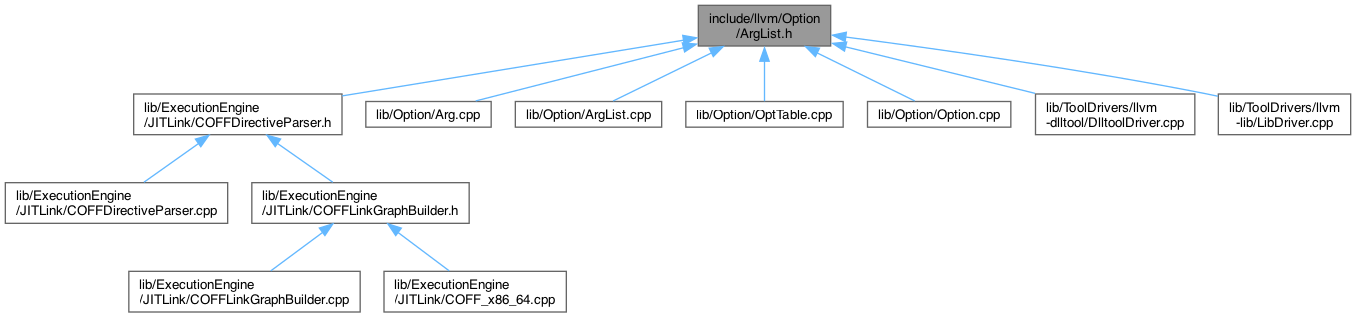 include/llvm/Option
/ArgList.h
lib/ExecutionEngine
/JITLink/COFFDirectiveParser.h
lib/Option/Arg.cpp
lib/Option/ArgList.cpp
lib/Option/OptTable.cpp
lib/Option/Option.cpp
lib/ToolDrivers/llvm
-dlltool/DlltoolDriver.cpp
lib/ToolDrivers/llvm
-lib/LibDriver.cpp
lib/ExecutionEngine
/JITLink/COFFDirectiveParser.cpp
lib/ExecutionEngine
/JITLink/COFFLinkGraphBuilder.h
lib/ExecutionEngine
/JITLink/COFFLinkGraphBuilder.cpp
lib/ExecutionEngine
/JITLink/COFF_x86_64.cpp